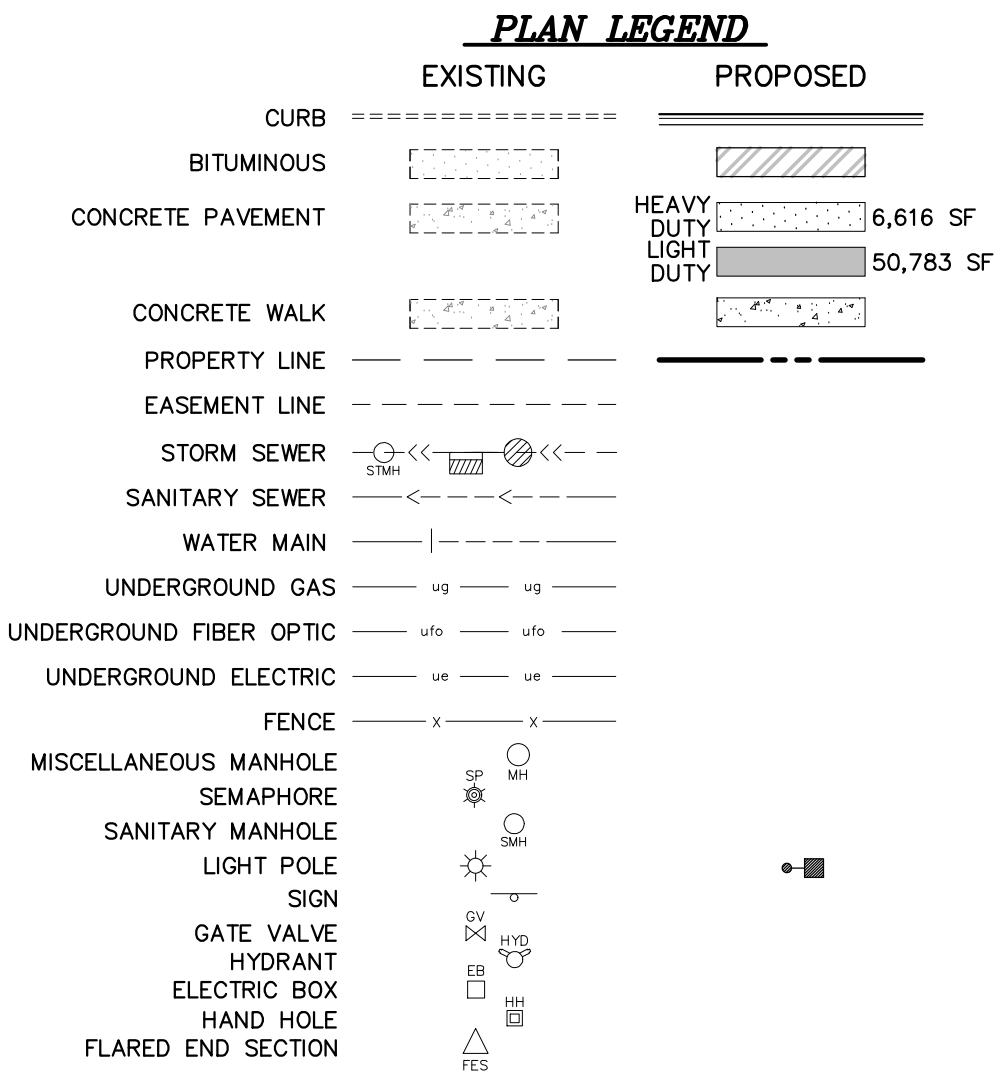 PLAN LEGEND
EXISTING PROPOSED
CURB
BITUMINOUS
CONCRETE PAVEMENT
HEAVY DUTY 6,616 SF
LIGHT DUTY 50,783 SF
CONCRETE WALK
PROPERTY LINE
EASEMENT LINE
STORM SEWER
STMH
SANITARY SEWER
WATER MAIN
UNDERGROUND GAS ug ug
UNDERGROUND FIBER OPTIC ufo ufo
UNDERGROUND ELECTRIC ue ue
FENCE x x
MISCELLANEOUS MANHOLE
MH
SP
SEMAPHORE
SANITARY MANHOLE
SMH
LIGHT POLE
SIGN
GV
GATE VALVE
HYD
HYDRANT
EB
ELECTRIC BOX
HH
HAND HOLE
FLARED END SECTION
FES